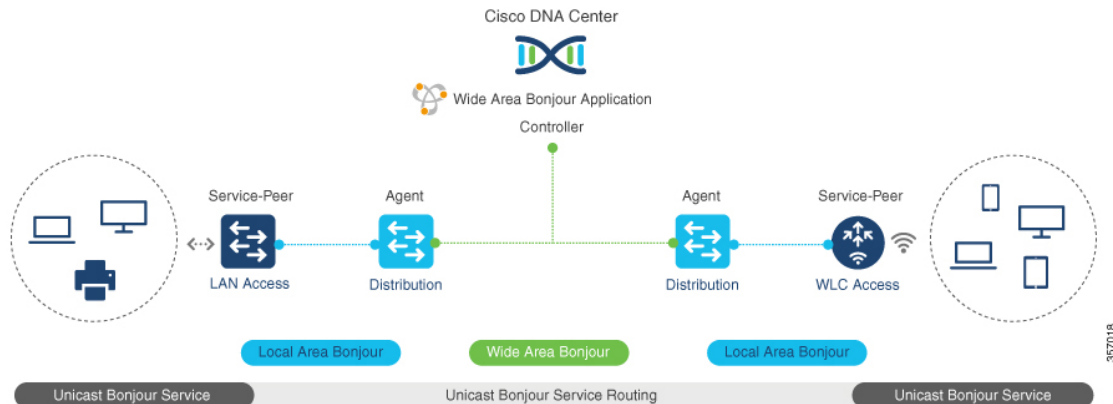 Cisco DNA Center
Wide Area Bonjour Application
Controller
Service-Peer
Agent
Agent
Service-Peer
LAN Access
Distribution
Distribution
WLC Access
Local Area Bonjour
Wide Area Bonjour
Local Area Bonjour
357018
Unicast Bonjour Service
Unicast Bonjour Service Routing
Unicast Bonjour Service